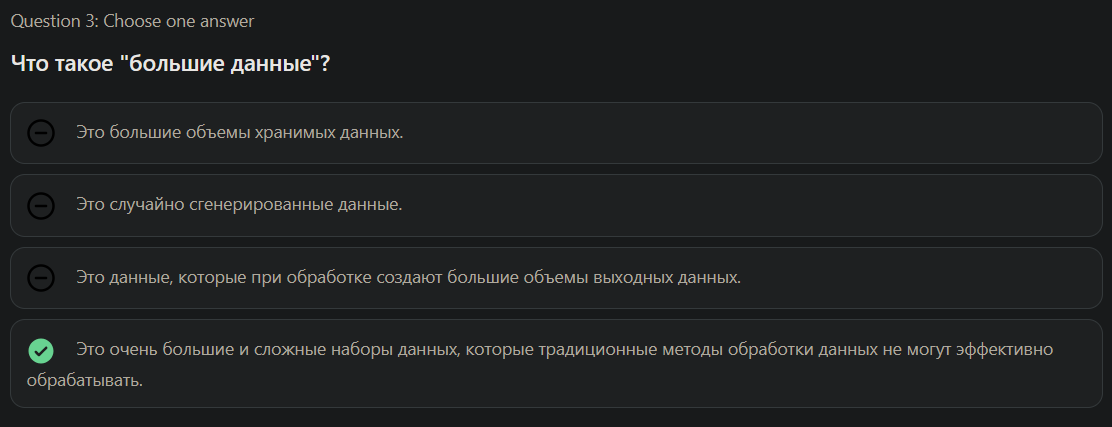 Question 3: Choose one answer
Что такое "большие данные"?
Это большие объемы хранимых данных.
Это случайно сгенерированные данные.
Это данные, которые при обработке создают большие объемы выходных данных.
Это очень большие и сложные наборы данных, которые традиционные методы обработки данных не могут эффективно
обрабатывать.